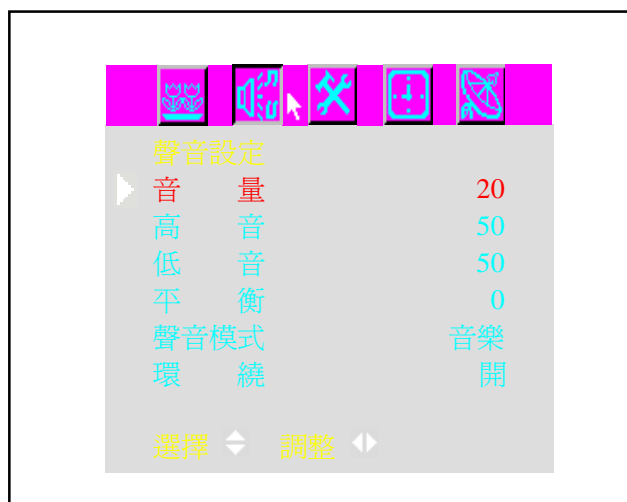 聲音設定
音 量 20
高 音 50
低 音 50
平 衡 0
聲音模式 音樂
環 繞 開
選擇 調整